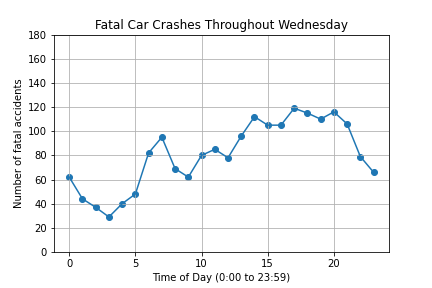 Fatal Car Crashes Throughout Wednesday
180
160
140
120
100
80
60
40
20
0
Number of fatal accidents
0 5 10 15 20
Time of Day (0:00 to 23:59)